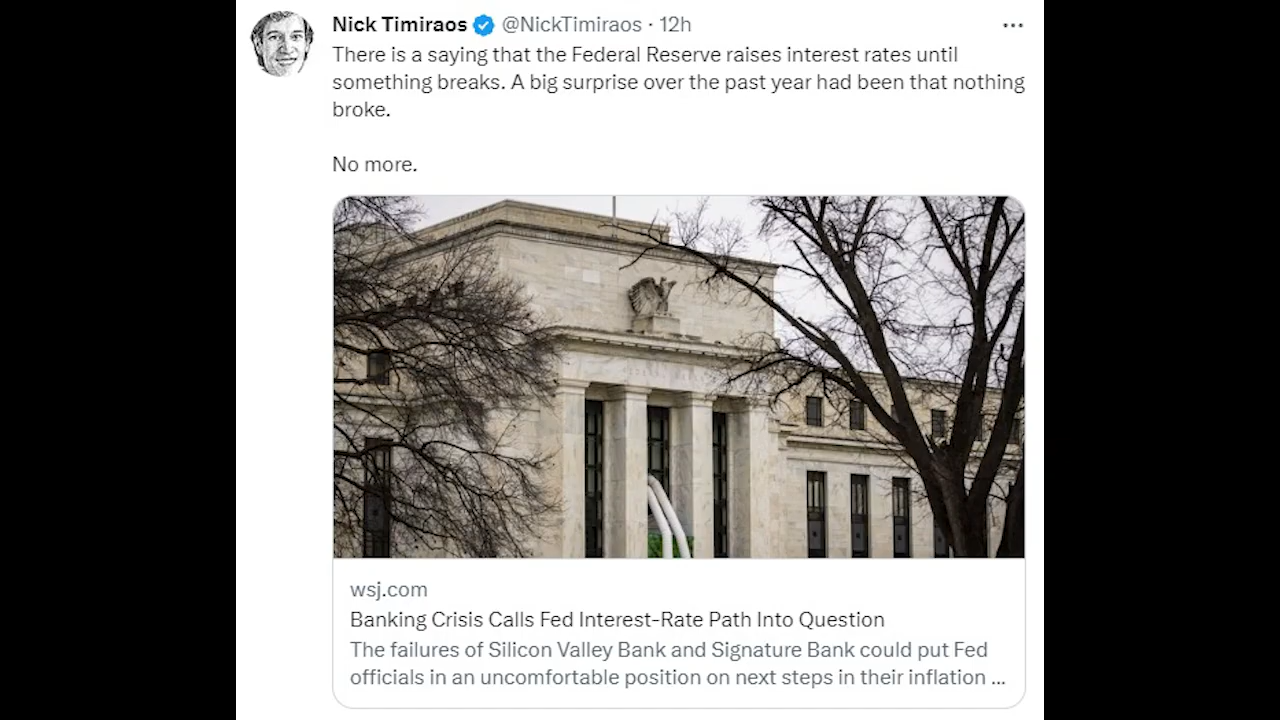 Nick Timiraos @NickTimiraos · 12h
There is a saying that the Federal Reserve raises interest rates until
something breaks. A big surprise over the past year had been that nothing
broke.
No more.
wsj.com
Banking Crisis Calls Fed Interest-Rate Path Into Question
The failures of Silicon Valley Bank and Signature Bank could put Fed
officials in an uncomfortable position on next steps in their inflation ...